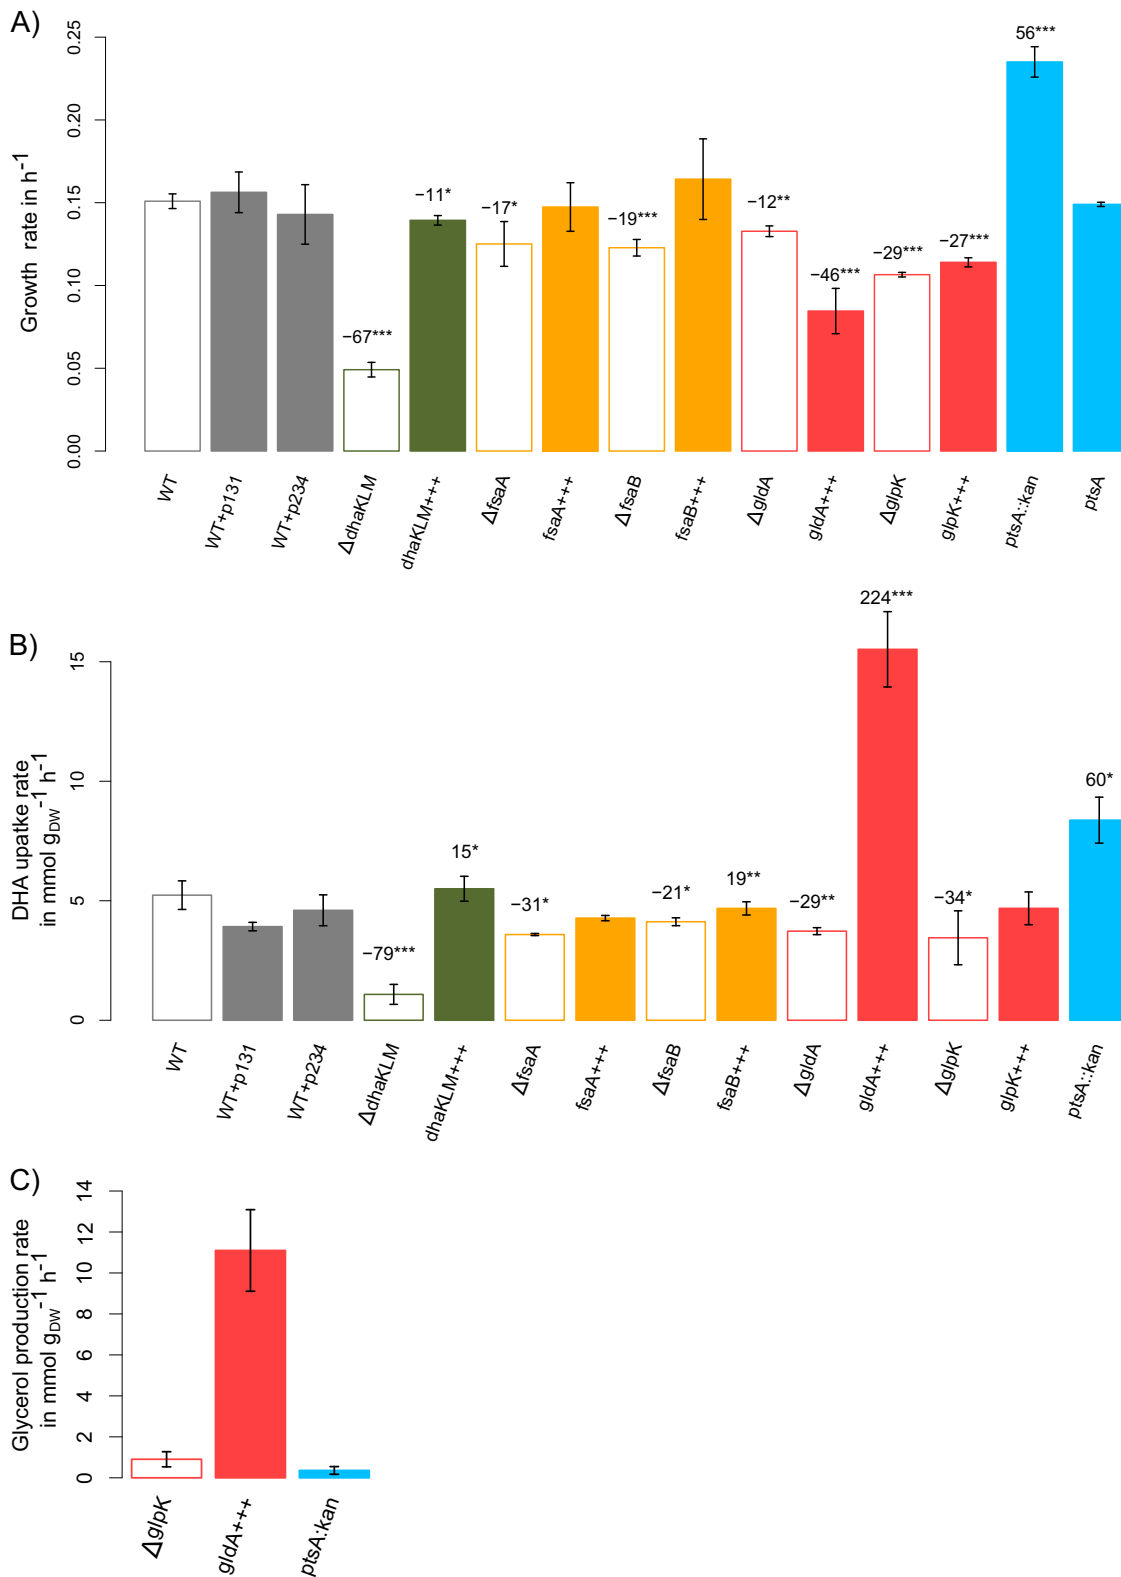 A)
Growth rate in h-1
0.00 0.05 0.10 0.15 0.20 0.25
−67*** −11* −17* −19*** −12** −46*** −29*** −27*** 56***
WT WT+p131 WT+p234 ΔdhaKLM dhaKLM+++ ΔfsaA fsaA+++ ΔfsaB fsaB+++ ΔgldA gldA+++ ΔglpK glpK+++ ptsA::kan ptsA
B)
DHA upatke rate
in mmol gDW-1 h-1
0 5 10 15
−79*** 15* −31* −21* 19** −29** 224*** −34* 60*
WT WT+p131 WT+p234 ΔdhaKLM dhaKLM+++ ΔfsaA fsaA+++ ΔfsaB fsaB+++ ΔgldA gldA+++ ΔglpK glpK+++ ptsA::kan
C)
Glycerol production rate
in mmol gDW-1 h-1
0 2 4 6 8 10 12 14
ΔglpK gldA+++ ptsA:kan